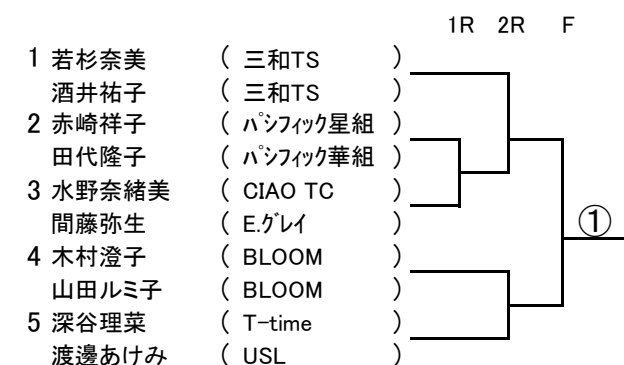 1R 2R F
1 若杉奈美 ( 三和TS )
酒井祐子 ( 三和TS )
2 赤崎祥子 ( ﾊﾟｼﾌｨｯｸ星組 )
田代隆子 ( ﾊﾟｼﾌｨｯｸ華組 )
3 水野奈緒美 ( CIAO TC )
間藤弥生 ( E.ｸﾞﾚｲ )
①
4 木村澄子 ( BLOOM )
山田ルミ子 ( BLOOM )
5 深谷理菜 ( T-time )
渡邊あけみ ( USL )